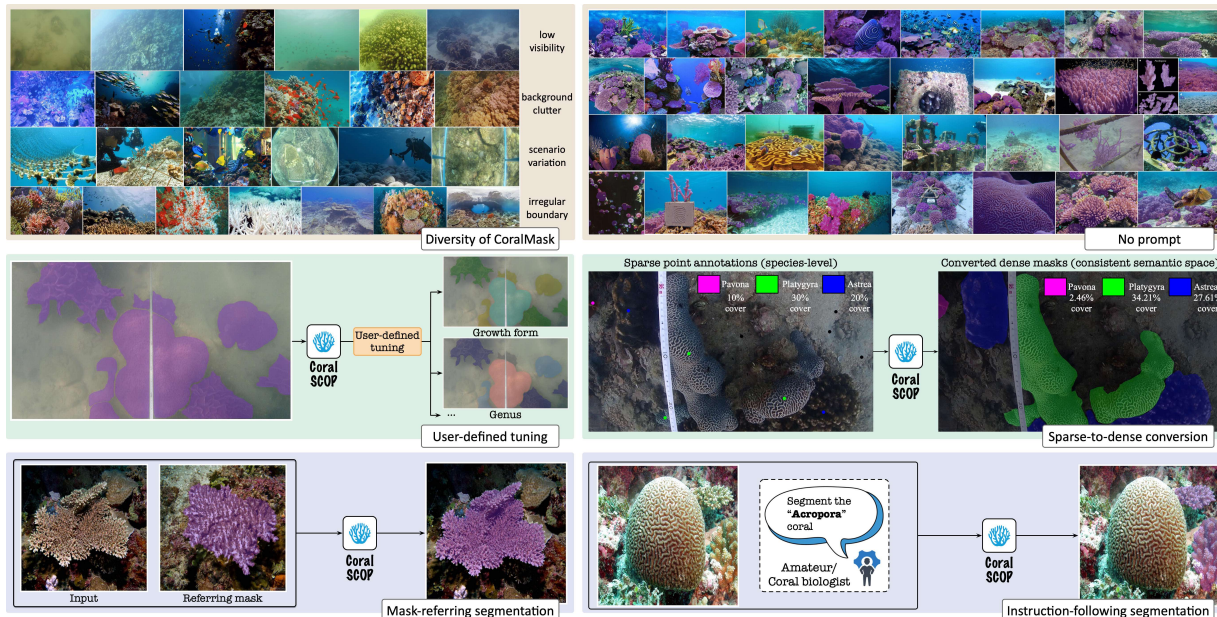 low
visibility
background
clutter
scenario
variation
irregular
boundary
Diversity of CoralMask
No prompt
Coral
SCOP
User-defined
tuning
Growth form
Genus
...
User-defined tuning
Sparse point annotations (species-level)
Pavona
10%
cover
Platygyra
30%
cover
Astrea
20%
cover
Coral
SCOP
Converted dense masks (consistent semantic space)
Pavona
2.46%
cover
Platygyra
34.21%
cover
Astrea
27.61%
cover
Sparse-to-dense conversion
Input
Referring mask
Coral
SCOP
Mask-referring segmentation
Segment the
"Acropora"
coral
Amateur/
Coral biologist
Coral
SCOP
Instruction-following segmentation